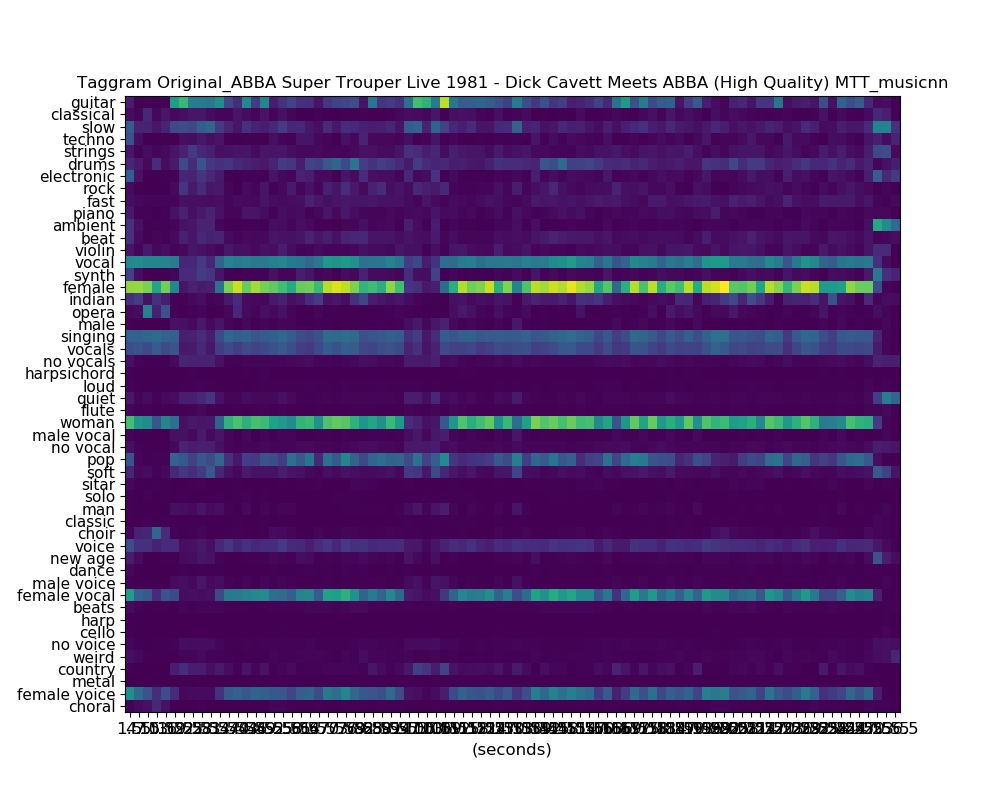 Taggram Original_ABBA Super Trouper Live 1981 - Dick Cavett Meets ABBA (High Quality) MTT_musicnn
guitar
classical
slow
techno
strings
drums
electronic
rock
fast
piano
ambient
beat
violin
vocal
synth
female
indian
opera
male
singing
vocals
no vocals
harpsichord
loud
quiet
flute
woman
male vocal
no vocal
pop
soft
sitar
solo
man
classic
choir
voice
new age
dance
male voice
female vocal
beats
harp
cello
no voice
weird
country
metal
female voice
choral
(seconds)